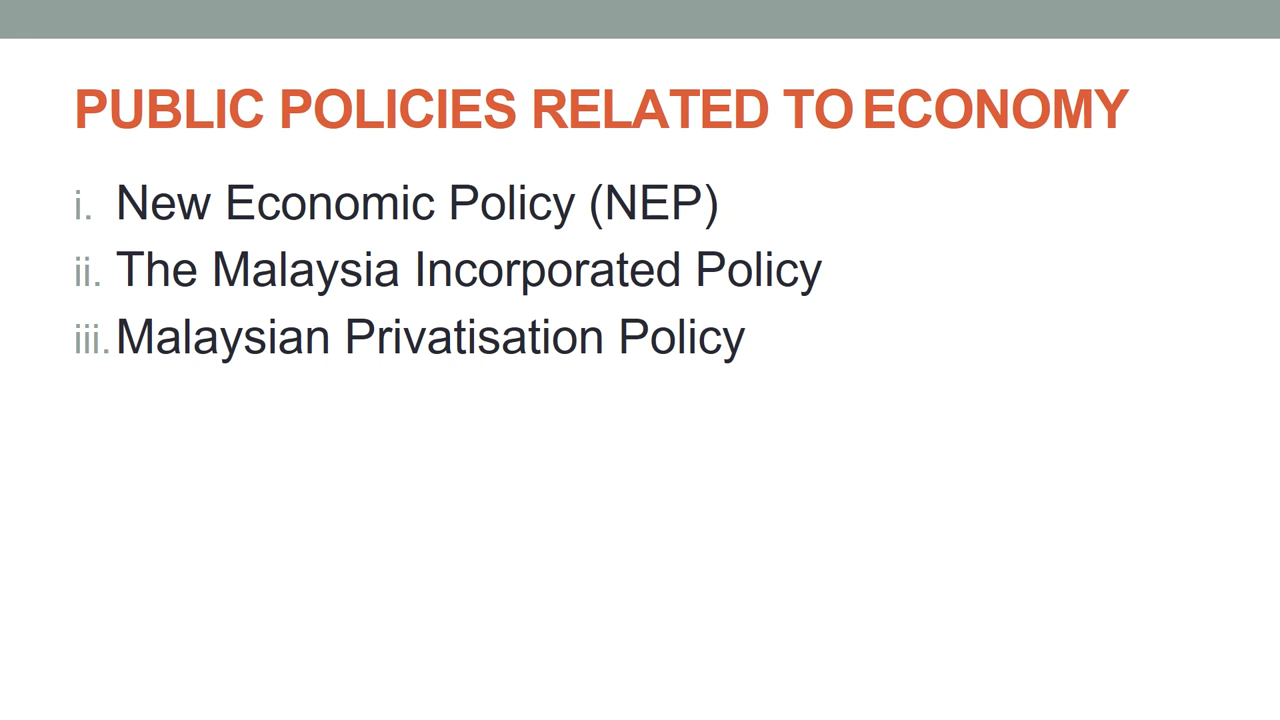 PUBLIC POLICIES RELATED TO ECONOMY
i. New Economic Policy (NEP)
ii. The Malaysia Incorporated Policy
iii. Malaysian Privatisation Policy